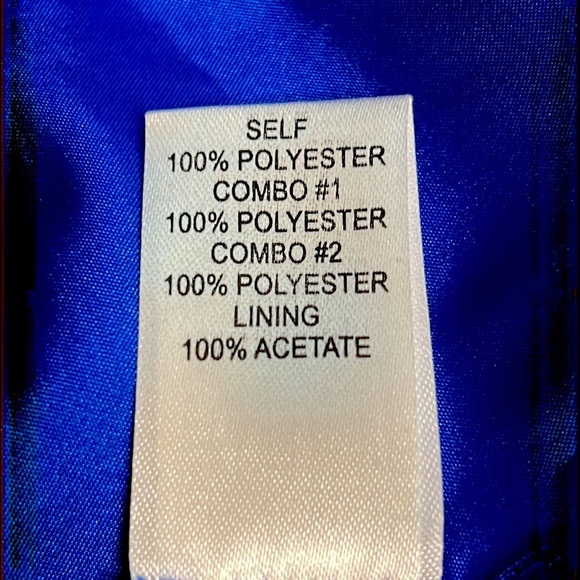 SELF
100% POLYESTER
COMBO #1
100% POLYESTER
COMBO #2
100% POLYESTER
LINING
100% ACETATE